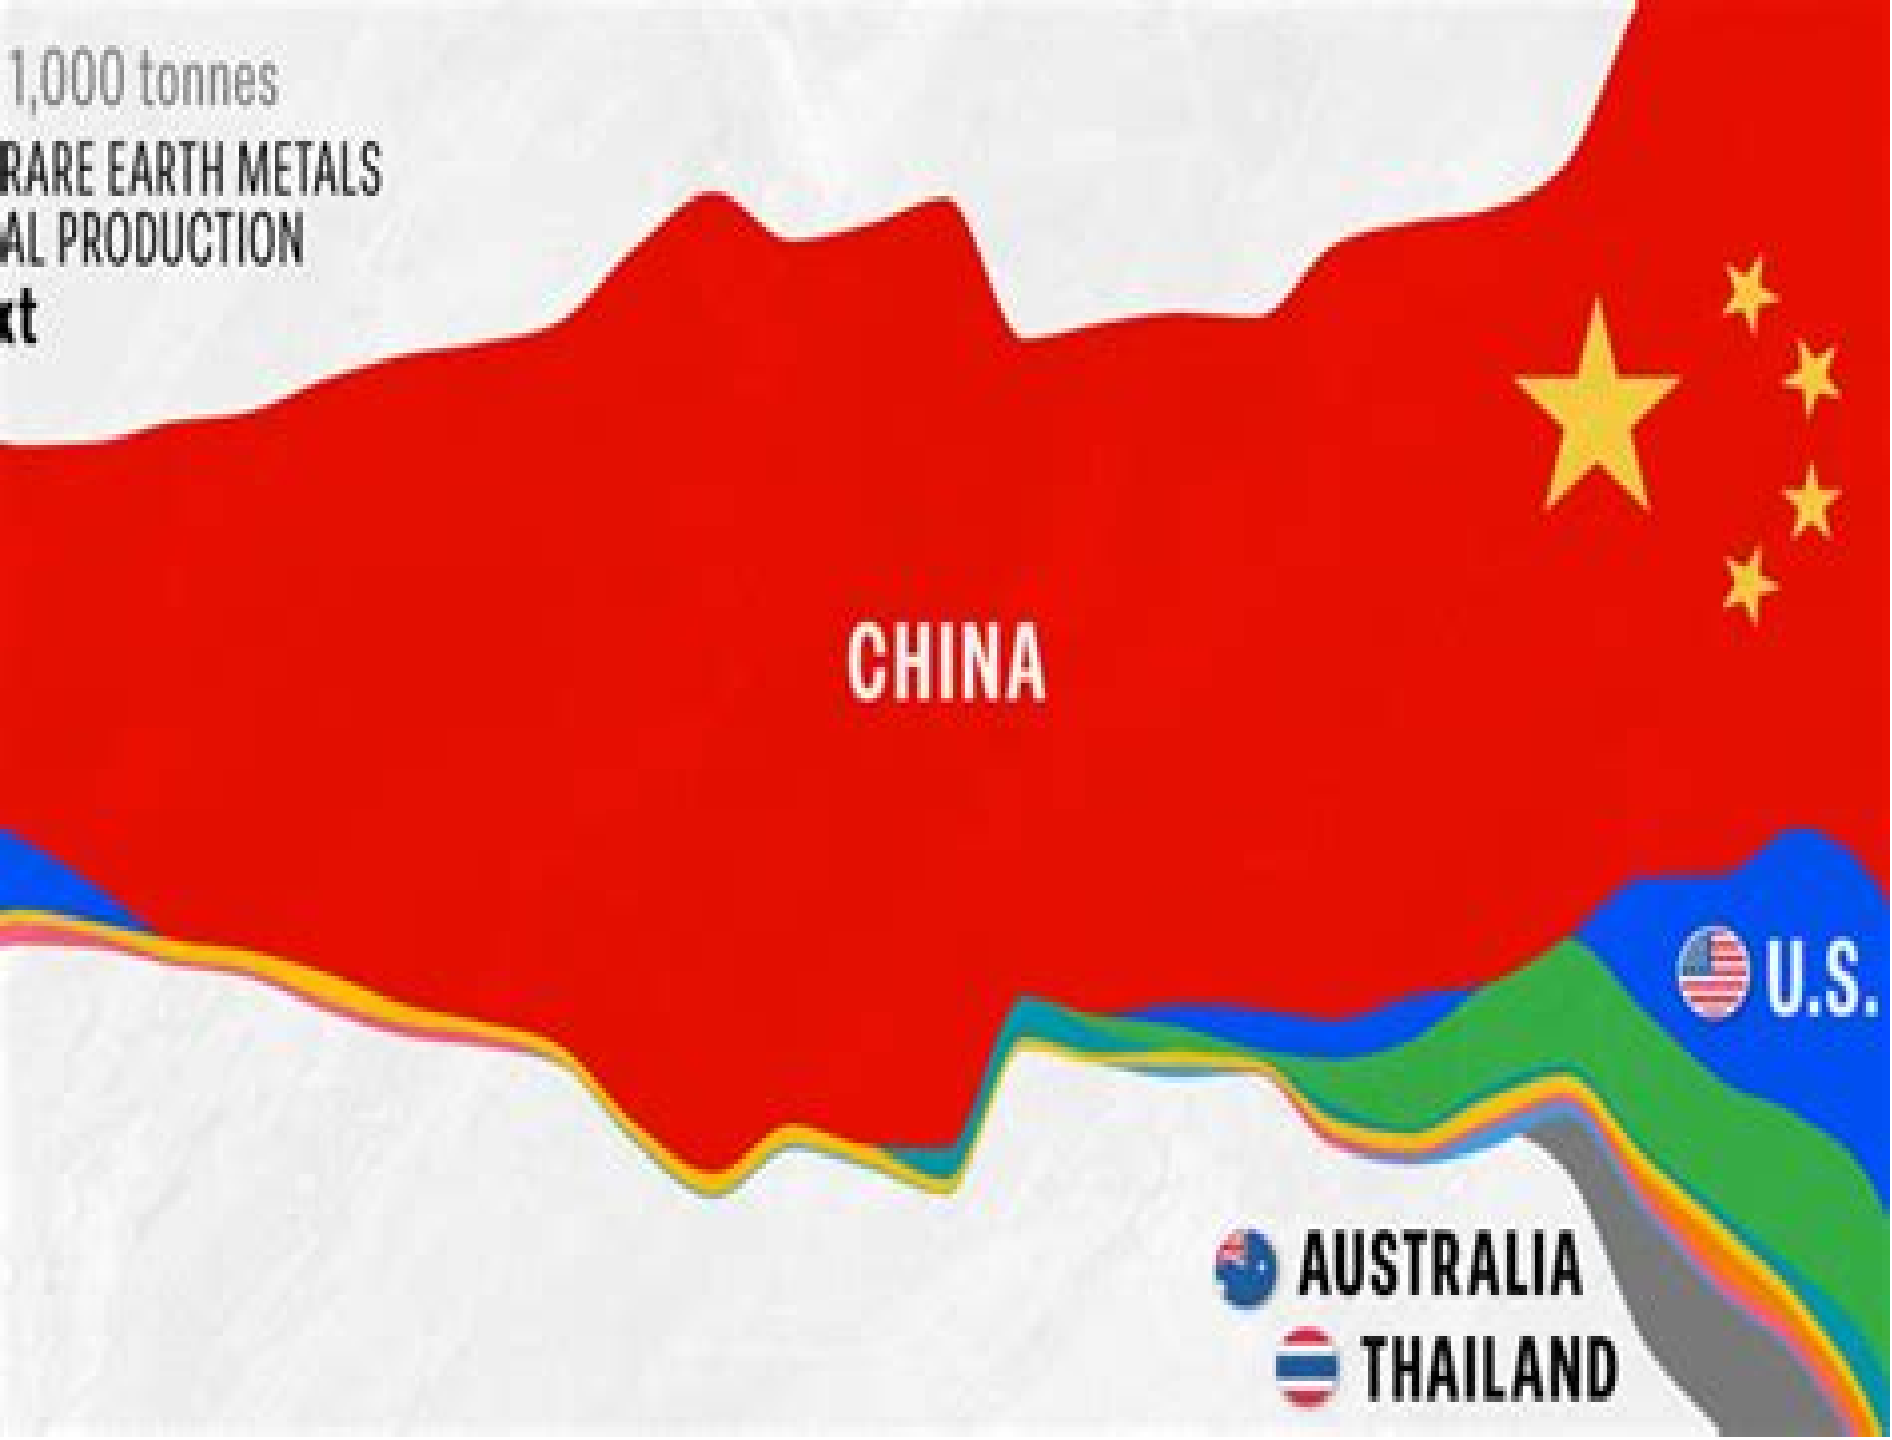 1,000 tonnes
RARE EARTH METALS
AL PRODUCTION
xt
CHINA
U.S.
AUSTRALIA
THAILAND